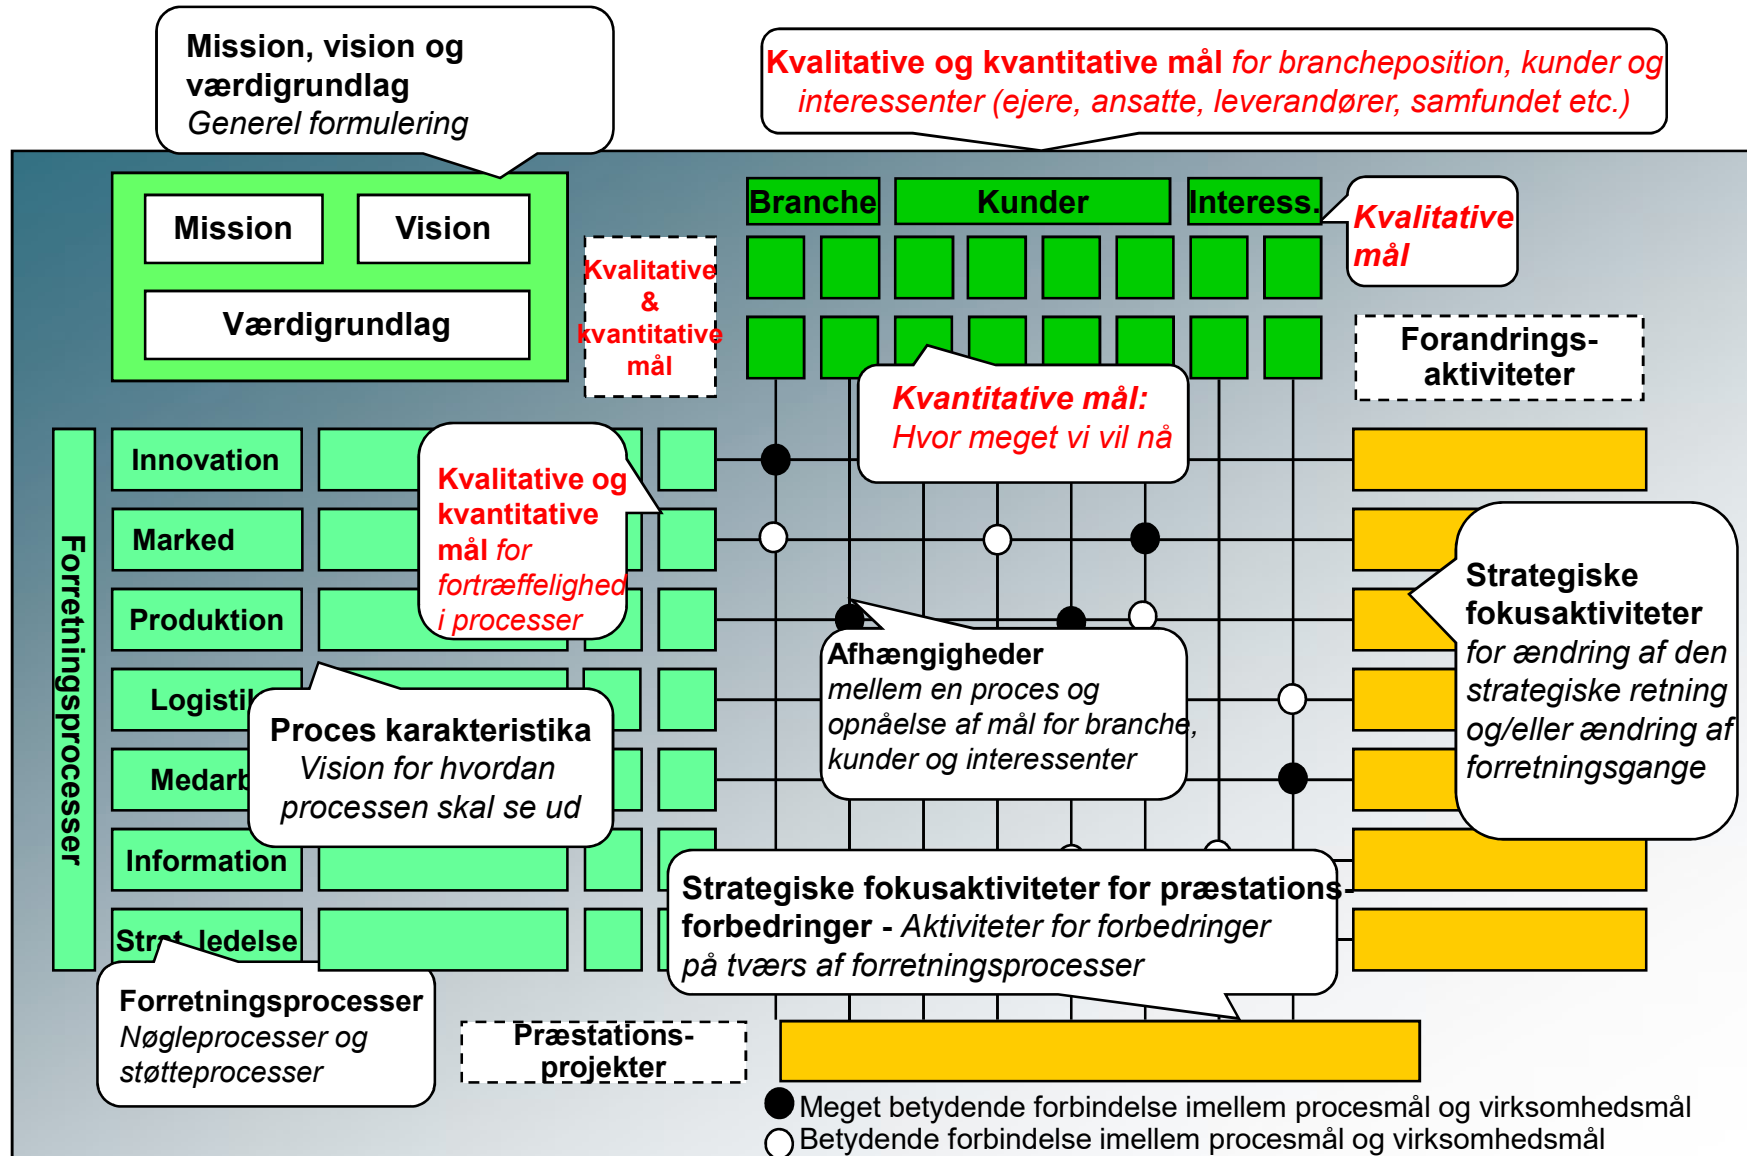 Mission, vision og
værdigrundlag
Generel formulering
Kvalitative og kvantitative mål for brancheposition, kunder og
interessenter (ejere, ansatte, leverandører, samfundet etc.)
Mission
Vision
Værdigrundlag
Kvalitative
&
kvantitative
mål
Branche
Kunder
Interess.
Kvalitative
mål
Forandrings-
aktiviteter
Kvantitative mål:
Hvor meget vi vil nå
Forretningsprocesser
Innovation
Marked
Produktion
Logistik
Medarb
Information
Strat. ledelse
Kvalitative og
kvantitative
mål for
fortræffelighed
i processer
Proces karakteristika
Vision for hvordan
processen skal se ud
Afhængigheder
mellem en proces og
opnåelse af mål for branche,
kunder og interessenter
Strategiske
fokusaktiviteter
for ændring af den
strategiske retning
og/eller ændring af
forretningsgange
Strategiske fokusaktiviteter for præstations-
forbedringer - Aktiviteter for forbedringer
på tværs af forretningsprocesser
Forretningsprocesser
Nøgleprocesser og
støtteprocesser
Præstations-
projekter
Meget betydende forbindelse imellem procesmål og virksomhedsmål
Betydende forbindelse imellem procesmål og virksomhedsmål